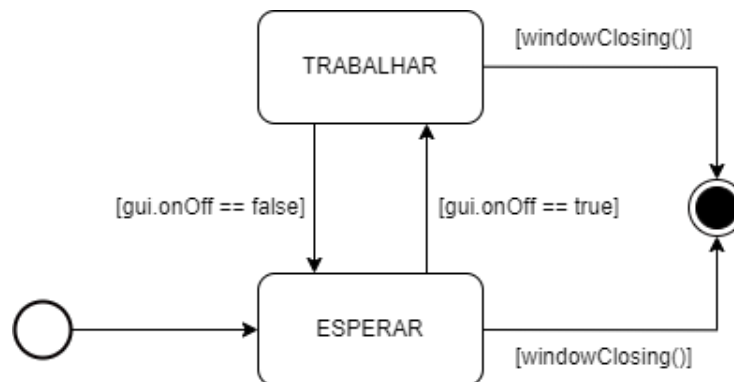 [windowClosing()]
TRABALHAR
[gui.onOff == false]
[gui.onOff == true]
ESPERAR
[windowClosing()]